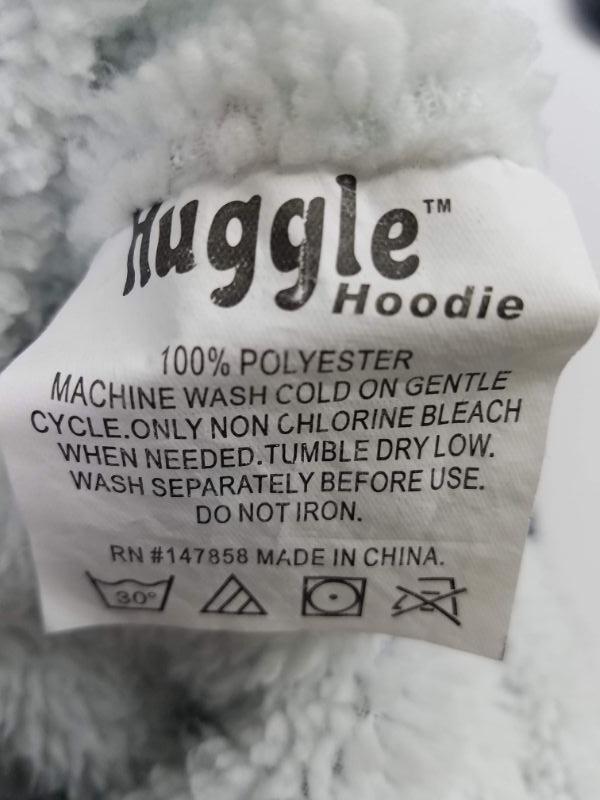 Huggle™
Hoodie
100% POLYESTER
MACHINE WASH COLD ON GENTLE
CYCLE.ONLY NON CHLORINE BLEACH
WHEN NEEDED.TUMBLE DRY LOW.
WASH SEPARATELY BEFORE USE.
DO NOT IRON.
RN #147858 MADE IN CHINA.
30°